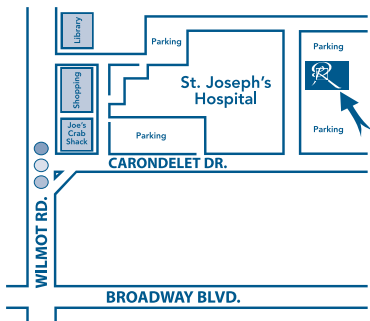 Library
Parking
Parking
Shopping
St. Joseph's
Hospital
Joe's
Crab
Shack
Parking
Parking
CARONDELET DR.
WILMOT RD.
BROADWAY BLVD.